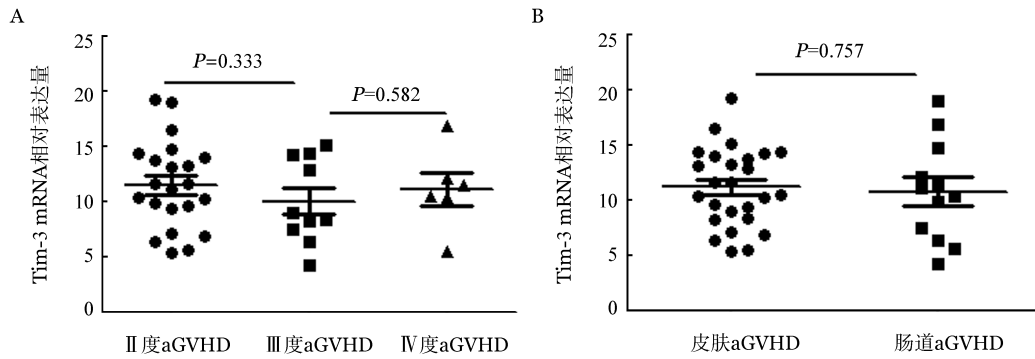 A
Tim-3 mRNA相对表达量
25
20
15
10
5
0
P=0.333
P=0.582
Ⅱ度aGVHD
Ⅲ度aGVHD
Ⅳ度aGVHD
B
Tim-3 mRNA相对表达量
25
20
15
10
5
0
P=0.757
皮肤aGVHD
肠道aGVHD